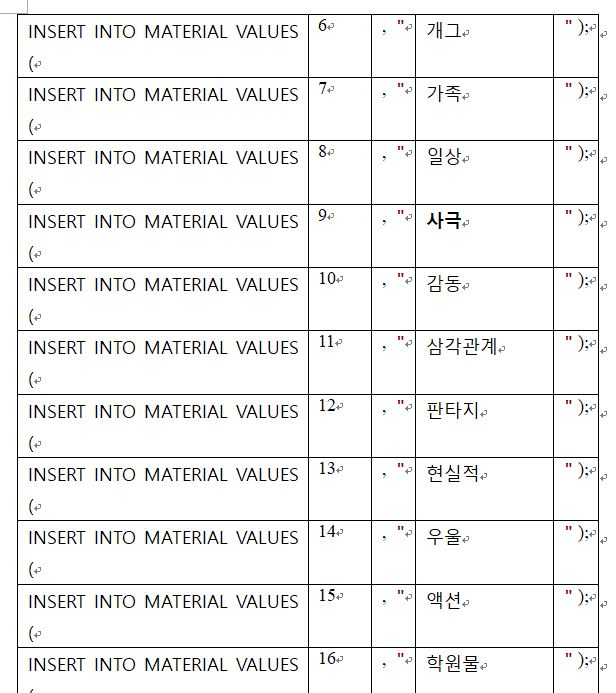 INSERT INTO MATERIAL VALUES ( 6 , " 개그 " );
INSERT INTO MATERIAL VALUES ( 7 , " 가족 " );
INSERT INTO MATERIAL VALUES ( 8 , " 일상 " );
INSERT INTO MATERIAL VALUES ( 9 , " 사극 " );
INSERT INTO MATERIAL VALUES ( 10 , " 감동 " );
INSERT INTO MATERIAL VALUES ( 11 , " 삼각관계 " );
INSERT INTO MATERIAL VALUES ( 12 , " 판타지 " );
INSERT INTO MATERIAL VALUES ( 13 , " 현실적 " );
INSERT INTO MATERIAL VALUES ( 14 , " 우울 " );
INSERT INTO MATERIAL VALUES ( 15 , " 액션 " );
INSERT INTO MATERIAL VALUES ( 16 , " 학원물 " );